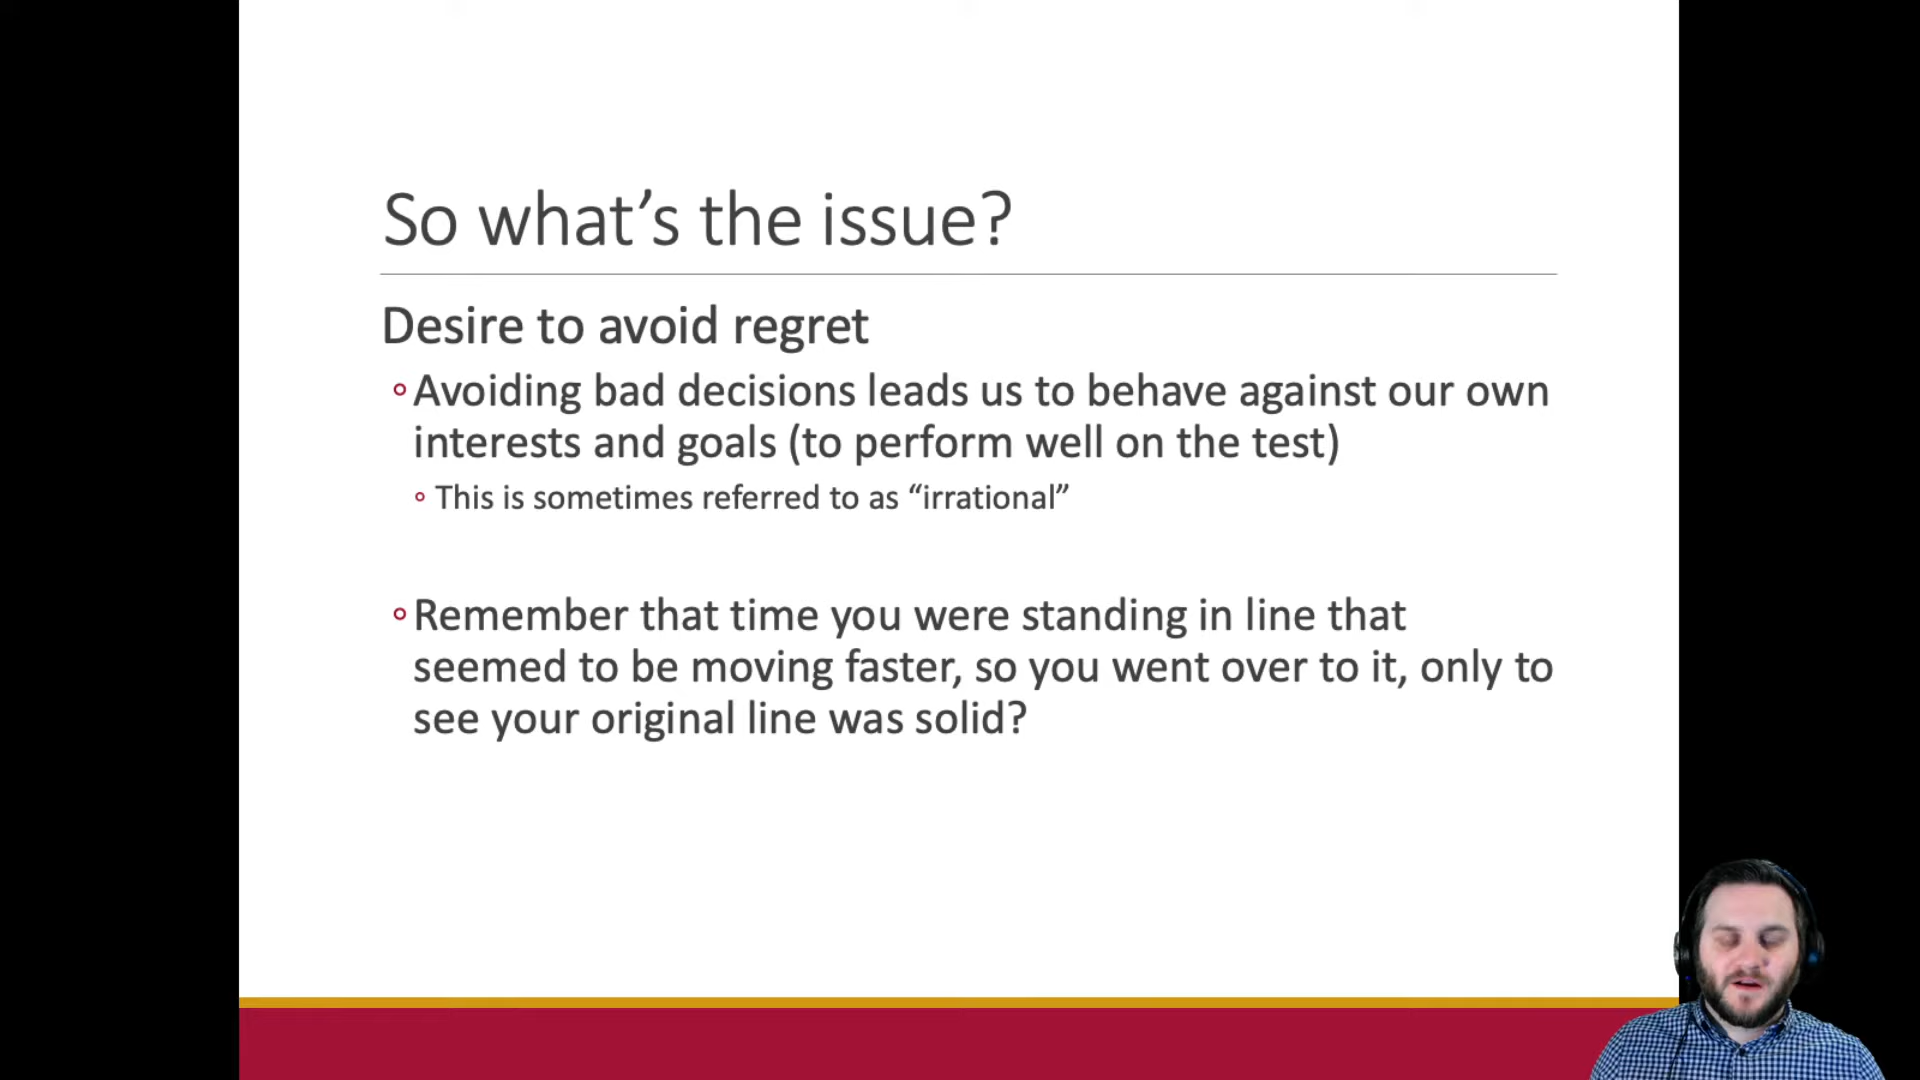 So what’s the issue?
Desire to avoid regret
◦Avoiding bad decisions leads us to behave against our own
interests and goals (to perform well on the test)
◦ This is sometimes referred to as “irrational”
◦Remember that time you were standing in line that
seemed to be moving faster, so you went over to it, only to
see your original line was solid?